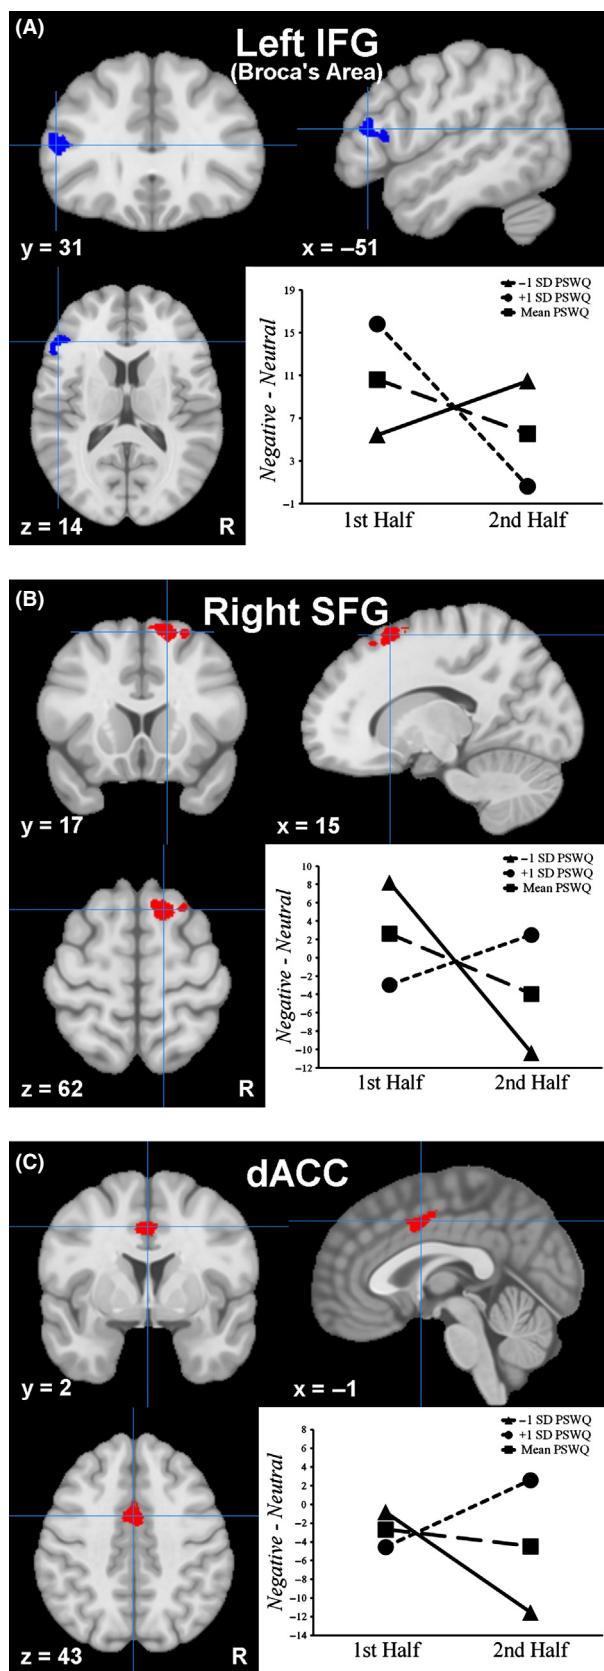 (A)
Left IFG
(Broca's Area)
y = 31
x = –51
z = 14
R
–1 SD PSWQ
+1 SD PSWQ
Mean PSWQ
Negative - Neutral
19
15
11
7
3
–1
1st Half
2nd Half
(B)
Right SFG
y = 17
x = 15
z = 62
R
–1 SD PSWQ
+1 SD PSWQ
Mean PSWQ
Negative - Neutral
10
8
6
4
2
0
–2
–4
–6
–8
–10
–12
1st Half
2nd Half
(C)
dACC
y = 2
x = –1
z = 43
R
–1 SD PSWQ
+1 SD PSWQ
Mean PSWQ
Negative - Neutral
8
6
4
2
0
–2
–4
–6
–8
–10
–12
–14
1st Half
2nd Half